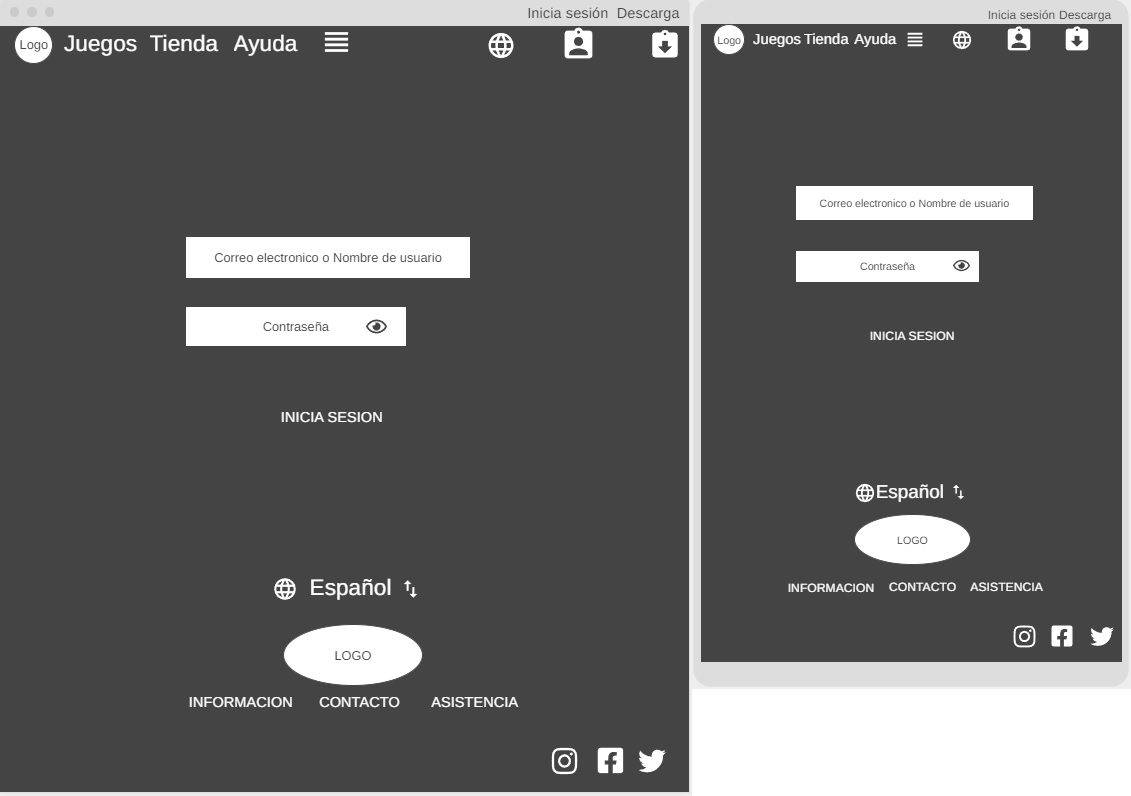 Inicia sesión Descarga
Logo Juegos Tienda Ayuda
Correo electronico o Nombre de usuario
Contraseña
INICIA SESION
Español
LOGO
INFORMACION CONTACTO ASISTENCIA
Inicia sesión Descarga
Logo Juegos Tienda Ayuda
Correo electronico o Nombre de usuario
Contraseña
INICIA SESION
Español
LOGO
INFORMACION CONTACTO ASISTENCIA